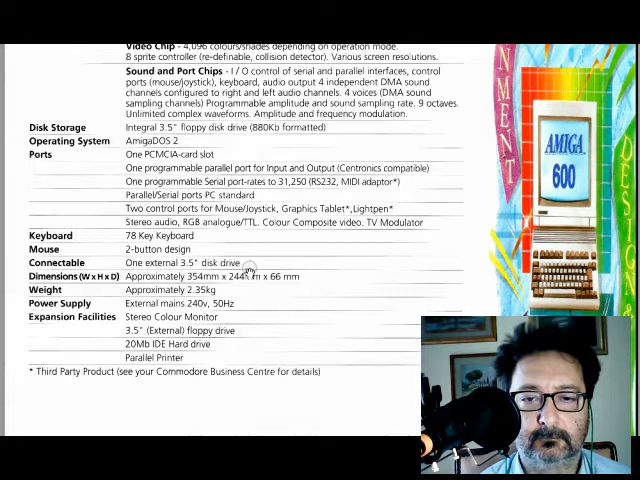 Video Chip - 4,096 colours/shades depending on operation mode.
8 sprite controller (re-definable, collision detector). Various screen resolutions.
Sound and Port Chips - I / O control of serial and parallel interfaces, control
ports (mouse/joystick), keyboard, audio output 4 independent DMA sound
channels configured to right and left audio channels. 4 voices (DMA sound
sampling channels) Programmable amplitude and sound sampling rate. 9 octaves.
Unlimited complex waveforms. Amplitude and frequency modulation.
Disk Storage Integral 3.5" floppy disk drive (880Kb formatted)
Operating System AmigaDOS 2
Ports One PCMCIA-card slot
One programmable parallel port for Input and Output (Centronics compatible)
One programmable Serial port-rates to 31,250 (RS232, MIDI adaptor*)
Parallel/Serial ports PC standard
Two control ports for Mouse/Joystick, Graphics Tablet*,Lightpen*
Stereo audio, RGB analogue/TTL. Colour Composite video. TV Modulator
Keyboard 78 Key Keyboard
Mouse 2-button design
Connectable One external 3.5" disk drive
Dimensions (W x H x D) Approximately 354mm x 244 m x 66 mm
Weight Approximately 2.35kg
Power Supply External mains 240v, 50Hz
Expansion Facilities Stereo Colour Monitor
3.5" (External) floppy drive
20Mb IDE Hard drive
Parallel Printer
* Third Party Product (see your Commodore Business Centre for details)
NMENT
AMIGA
600
DESIGN &